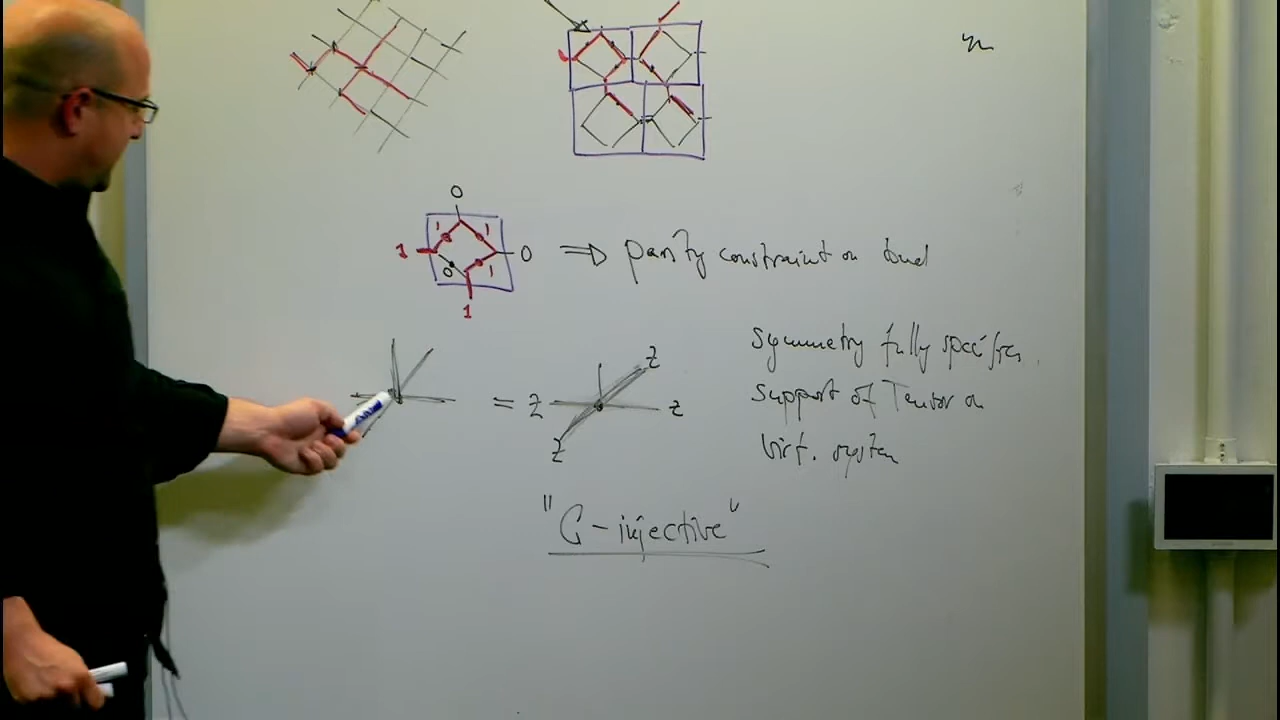 0
1 1 1 0 ⇒ parity constraint on bond
0 1
1
Symmetry fully specifies
= Z Z Z Z
support of Tensor on
virt. system
"G-injective"